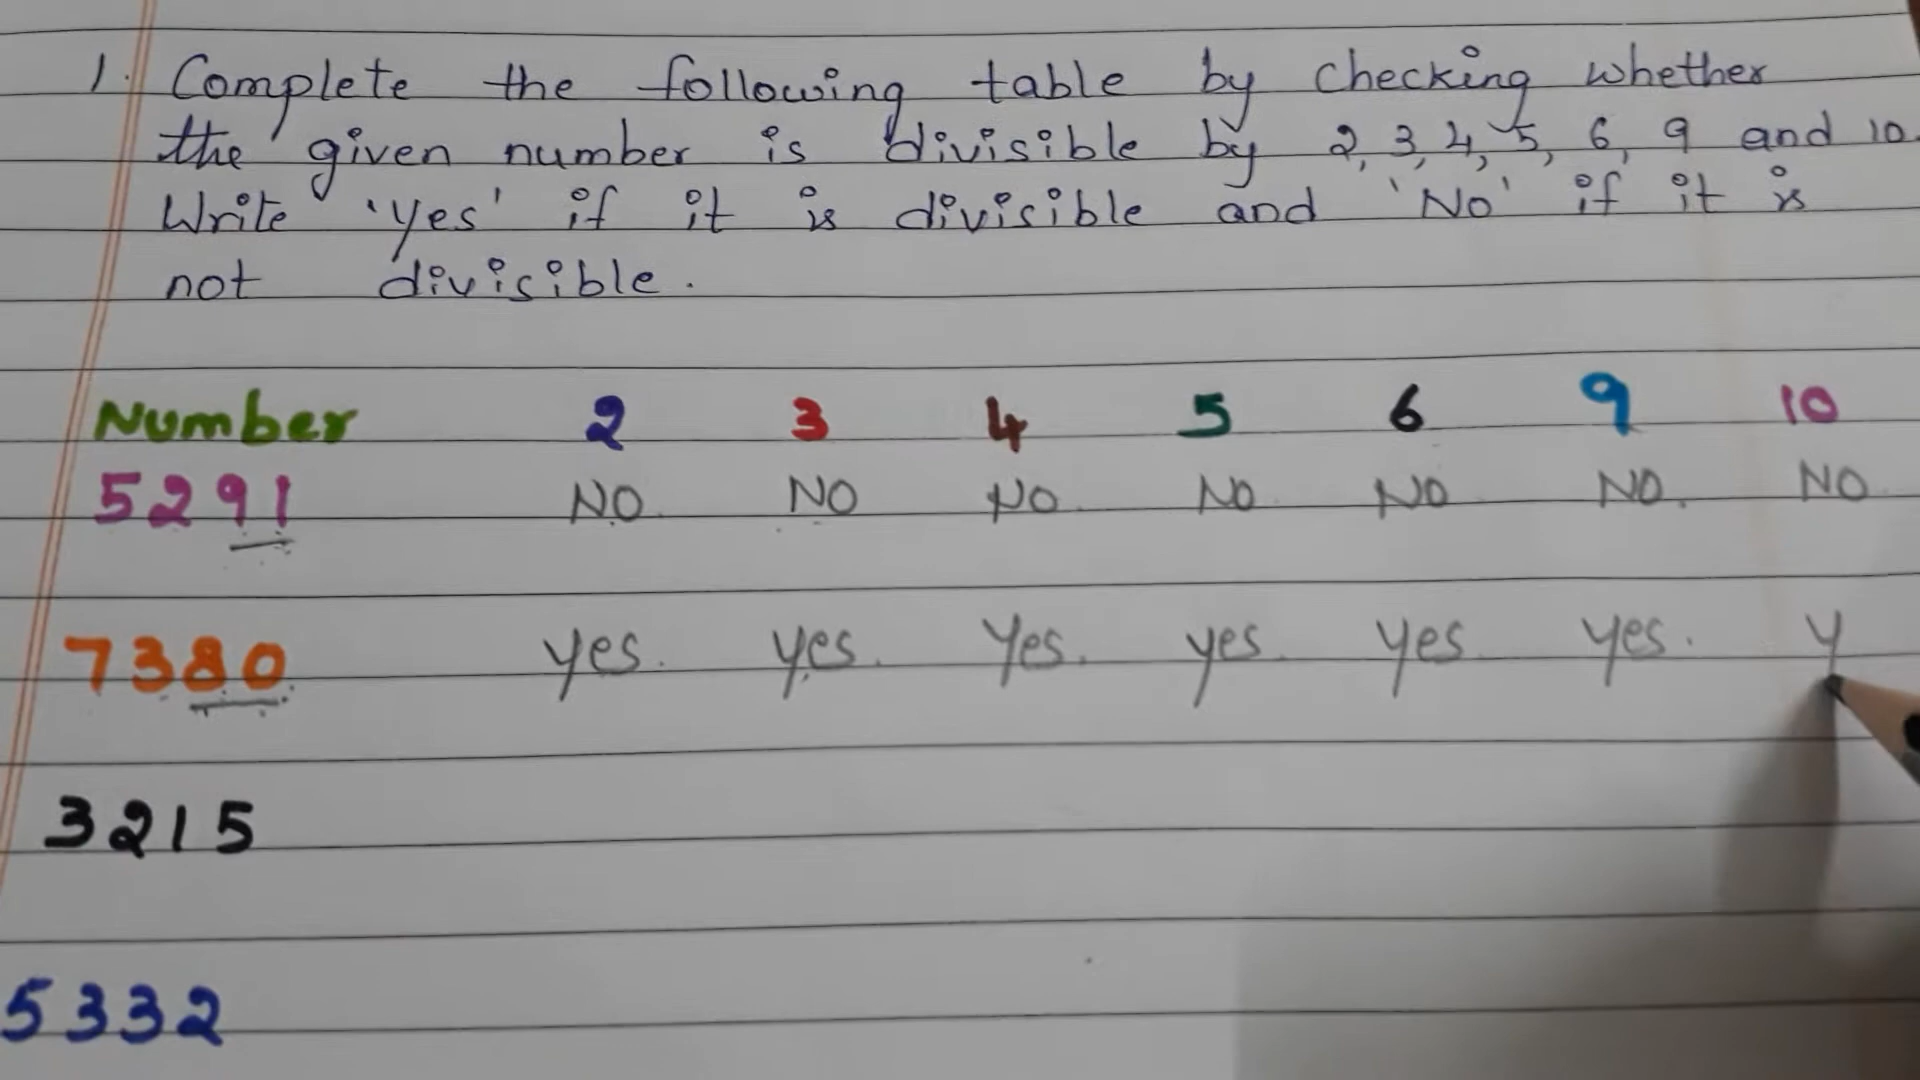 1. Complete the following table by checking whether
the given number is divisible by 2, 3, 4, 5, 6, 9 and 10.
Write 'yes' if it is divisible and 'No' if it is
not divisible.
Number 2 3 4 5 6 9 10
5291 NO. NO NO. NO NO NO. NO
7380 yes. yes. yes. yes. yes. yes. y
3215
5332